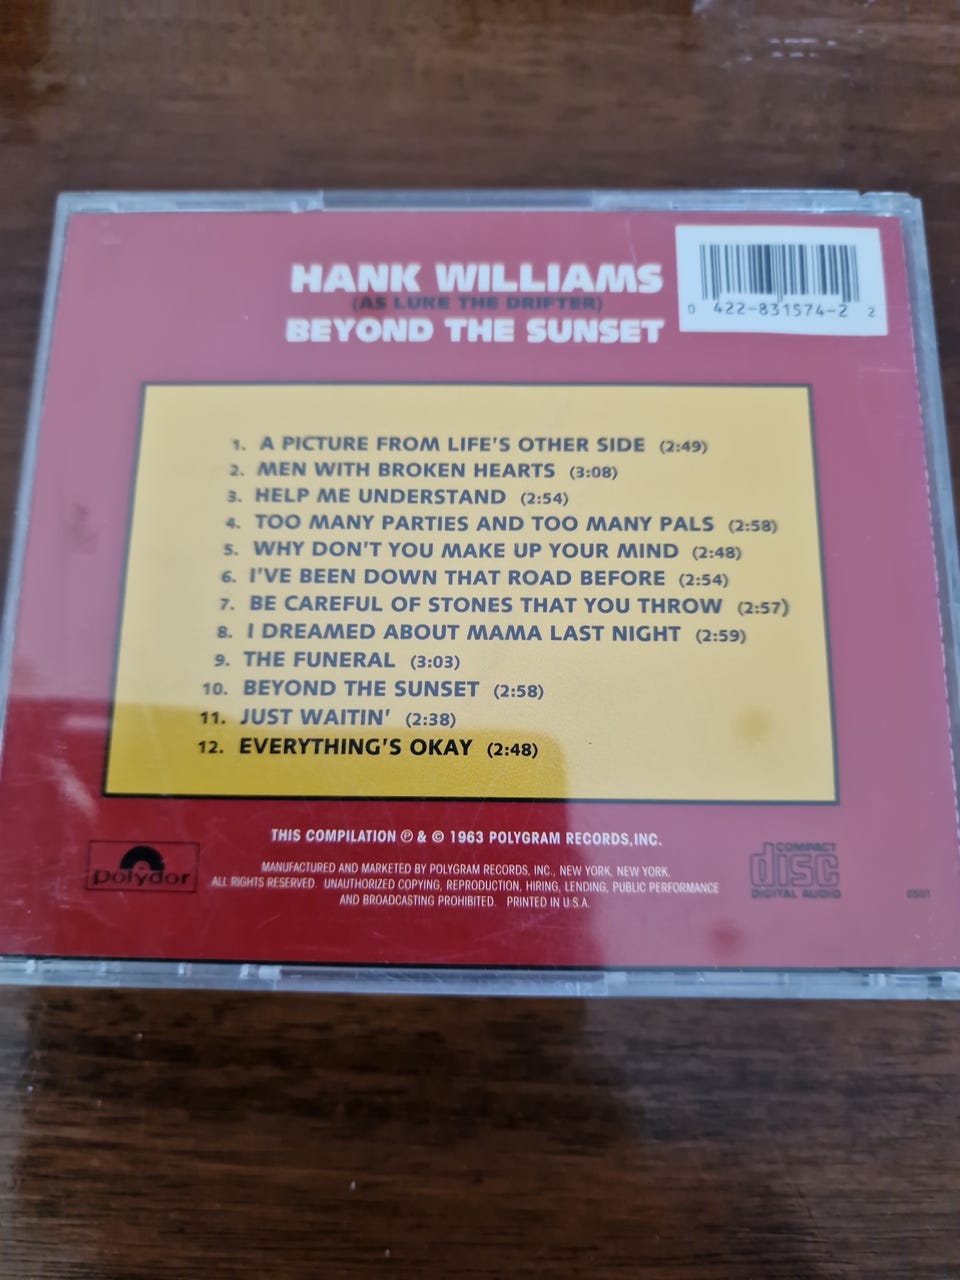 HANK WILLIAMS
(AS LUKE THE DRIFTER)
BEYOND THE SUNSET
0 422-831574-2 2
1. A PICTURE FROM LIFE'S OTHER SIDE (2:49)
2. MEN WITH BROKEN HEARTS (3:08)
3. HELP ME UNDERSTAND (2:54)
4. TOO MANY PARTIES AND TOO MANY PALS (2:58)
5. WHY DON'T YOU MAKE UP YOUR MIND (2:48)
6. I'VE BEEN DOWN THAT ROAD BEFORE (2:54)
7. BE CAREFUL OF STONES THAT YOU THROW (2:57)
8. I DREAMED ABOUT MAMA LAST NIGHT (2:59)
9. THE FUNERAL (3:03)
10. BEYOND THE SUNSET (2:58)
11. JUST WAITIN' (2:38)
12. EVERYTHING'S OKAY (2:48)
THIS COMPILATION ℗ & © 1963 POLYGRAM RECORDS, INC.
MANUFACTURED AND MARKETED BY POLYGRAM RECORDS, INC., NEW YORK, NEW YORK.
ALL RIGHTS RESERVED. UNAUTHORIZED COPYING, REPRODUCTION, HIRING, LENDING, PUBLIC PERFORMANCE
AND BROADCASTING PROHIBITED. PRINTED IN U.S.A.
polydor
COMPACT
disc
DIGITAL AUDIO